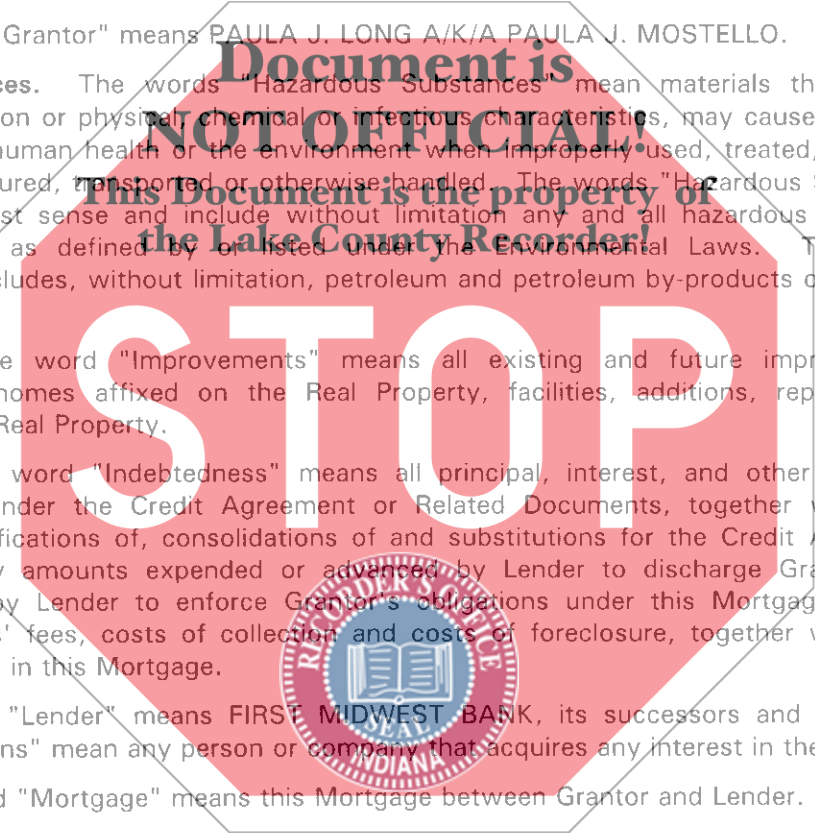 Grantor" means PAULA J. LONG A/K/A PAULA J. MOSTELLO.
Document is
ces. The words "Hazardous Substances" mean materials th
on or physical, chemical or infectious characteristics, may cause
NOT OFFICIAL!
uman health or the environment when improperly used, treated,
ured, transported or otherwise handled. The words "Hazardous S
This Document is the property of
st sense and include without limitation any and all hazardous
as defined by or listed under the Environmental Laws. T
the Lake County Recorder!
ludes, without limitation, petroleum and petroleum by-products o
STOP
e word "Improvements" means all existing and future impr
omes affixed on the Real Property, facilities, additions, rep
Real Property.
word "Indebtedness" means all principal, interest, and other
nder the Credit Agreement or Related Documents, together v
fications of, consolidations of and substitutions for the Credit A
y amounts expended or advanced by Lender to discharge Gra
by Lender to enforce Grantor's obligations under this Mortgag
s' fees, costs of collection and costs of foreclosure, together v
in this Mortgage.
RECORDER'S OFFICE
SEAL
INDIANA
"Lender" means FIRST MIDWEST BANK, its successors and
ns" mean any person or company that acquires any interest in the
d "Mortgage" means this Mortgage between Grantor and Lender.